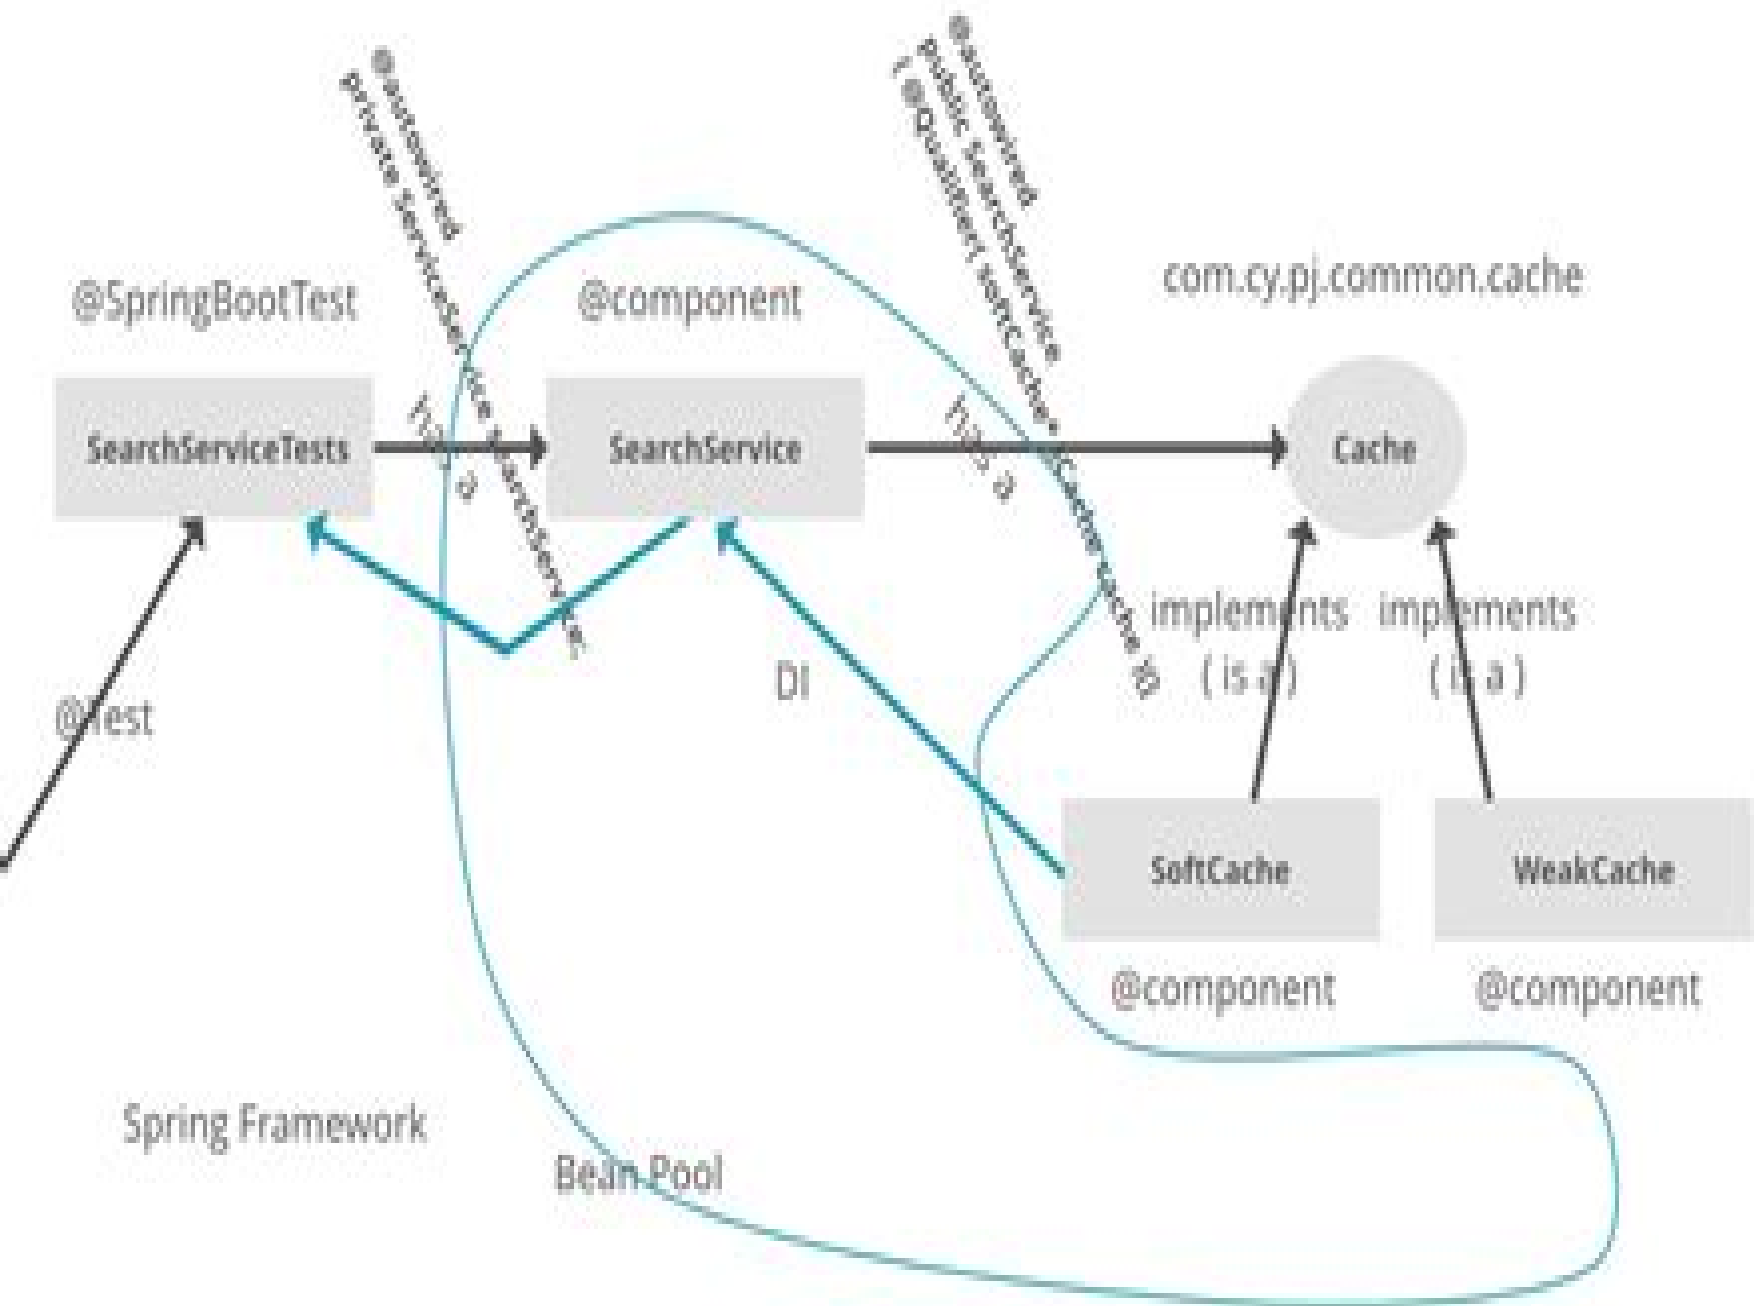 @autowired
private ServiceService searchService;
@autowired
public SearchService
( @Qualifier( softCache" Cache cache ){}
@SpringBootTest
@component
com.cy.pj.common.cache
SearchServiceTests
has a
SearchService
has a
Cache
implements
( is a )
implements
( is a )
@Test
DI
SoftCache
WeakCache
@component
@component
Spring Framework
Bean Pool